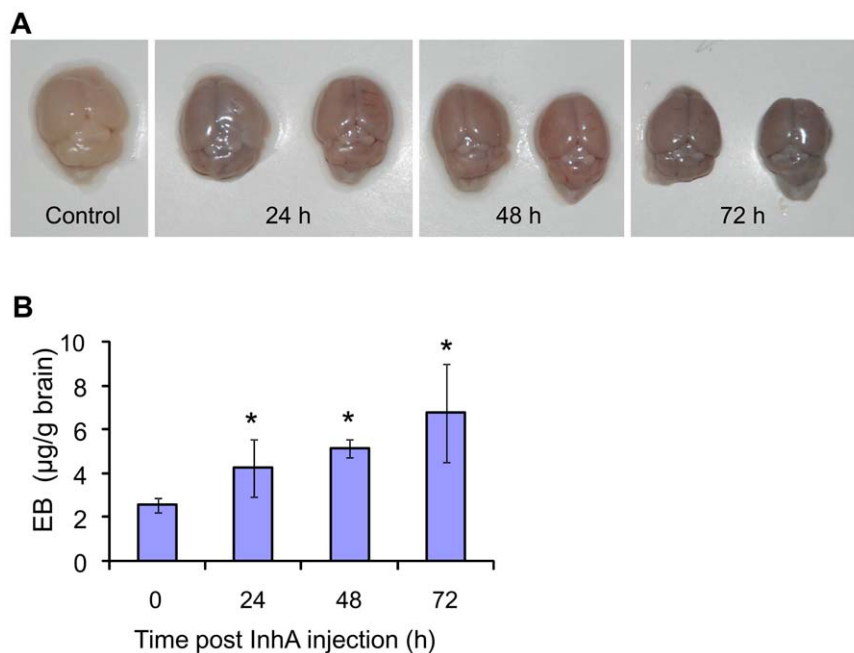 A
Control
24 h
48 h
72 h
B
10
8
6
4
2
0
EB (µg/g brain)
*
*
*
0
24
48
72
Time post InhA injection (h)